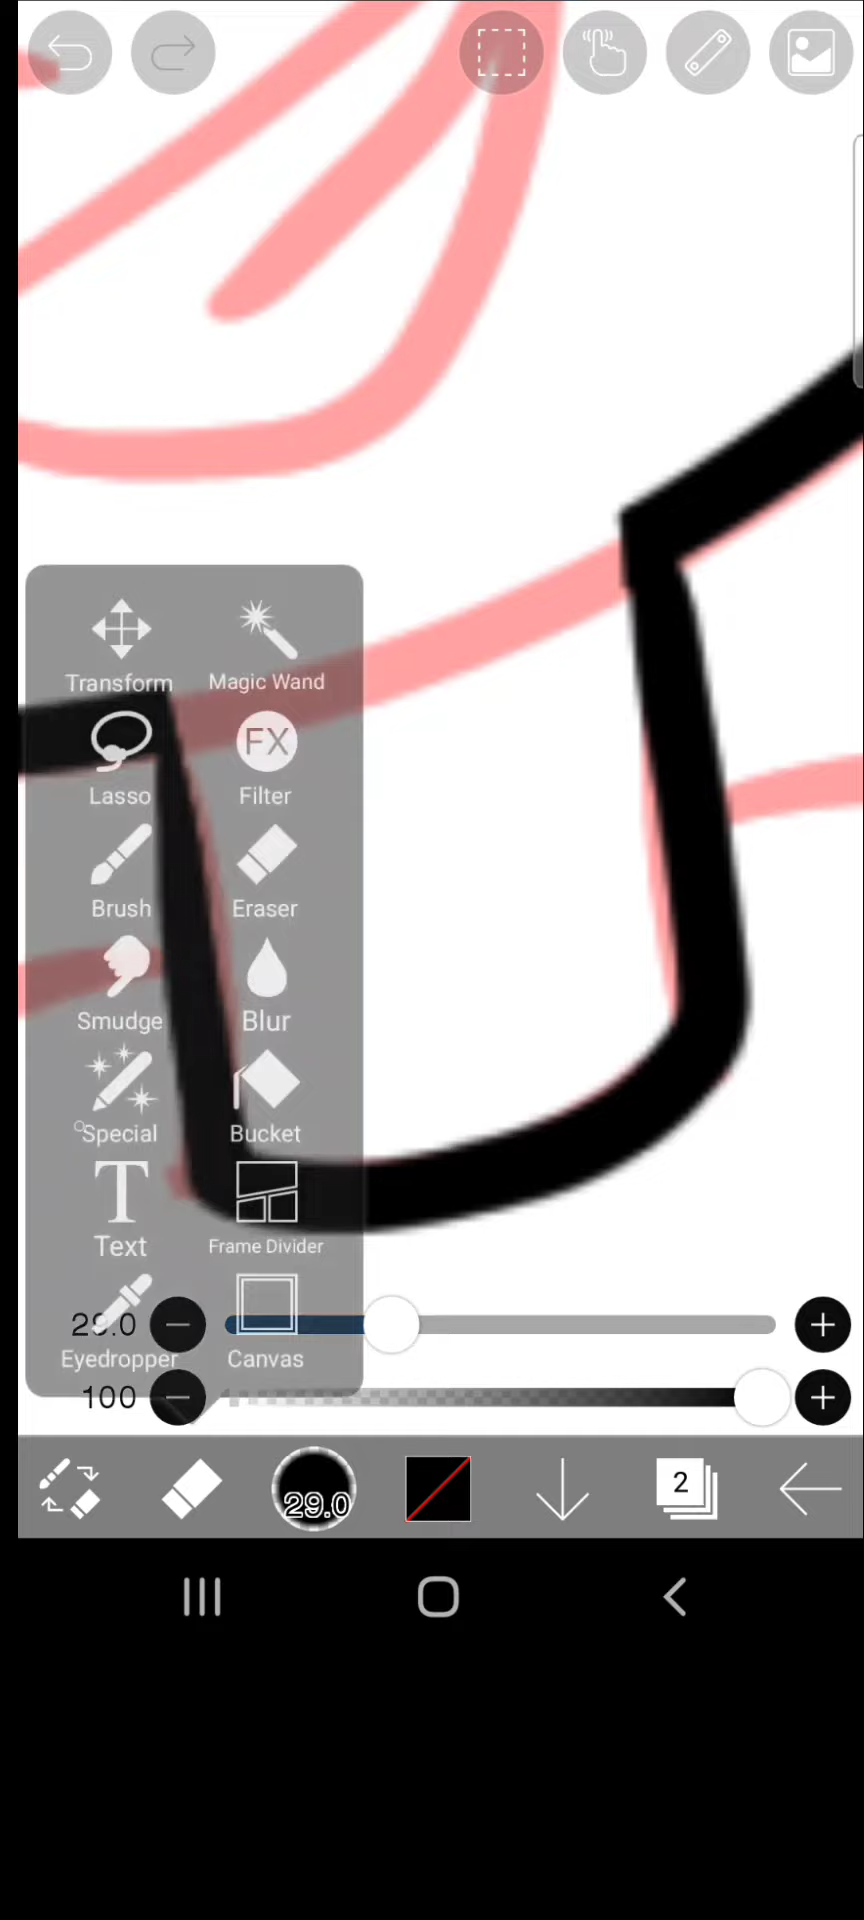 Transform Magic Wand
FX
Lasso Filter
Brush Eraser
Smudge Blur
Special Bucket
T
Text Frame Divider
29.0
Eyedropper Canvas
100
29.0 2